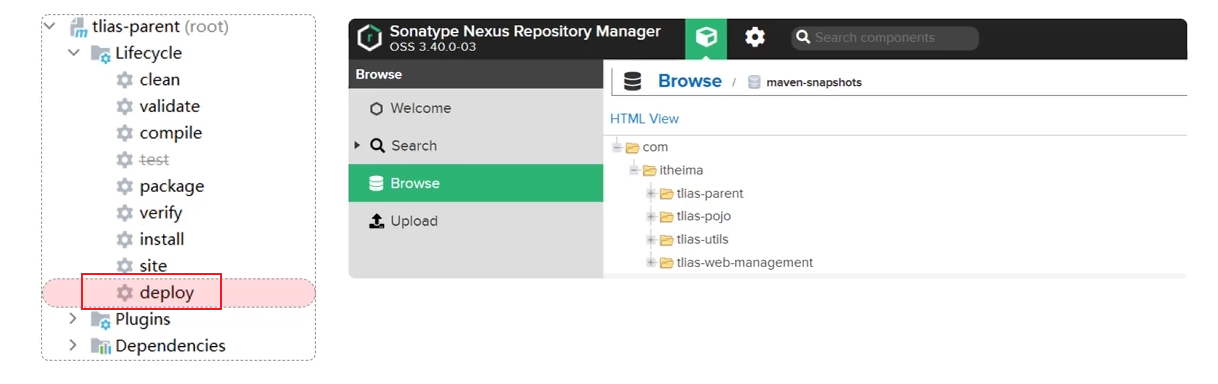 tlias-parent (root)
Lifecycle
clean
validate
compile
test
package
verify
install
site
deploy
Plugins
Dependencies
Sonatype Nexus Repository Manager
OSS 3.40.0-03
Search components
Browse
Welcome
Search
Browse
Upload
Browse / maven-snapshots
HTML View
com
itheima
tlias-parent
tlias-pojo
tlias-utils
tlias-web-management